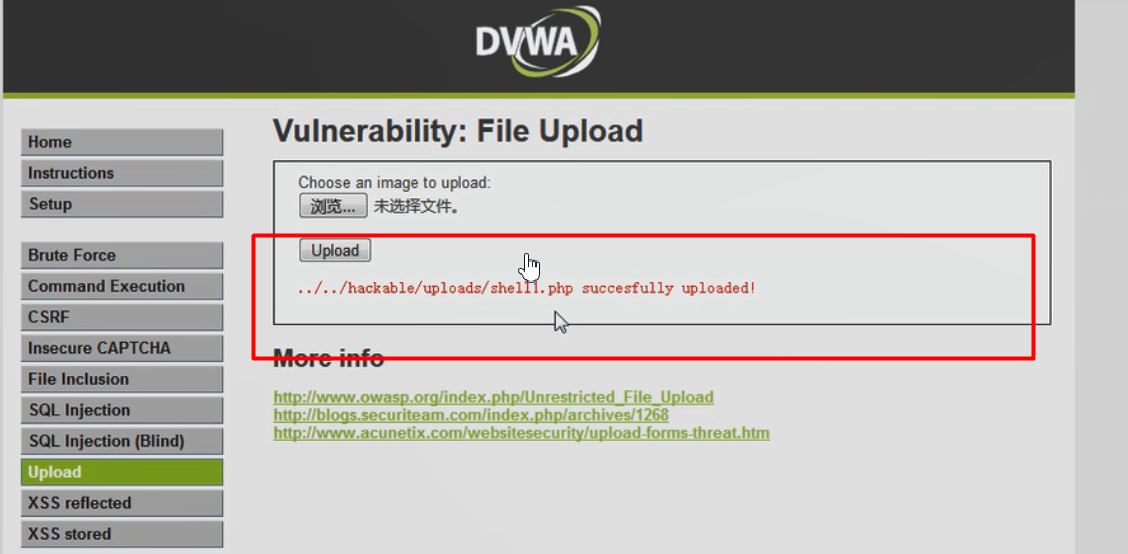 DVWA
Home
Instructions
Setup
Brute Force
Command Execution
CSRF
Insecure CAPTCHA
File Inclusion
SQL Injection
SQL Injection (Blind)
Upload
XSS reflected
XSS stored
Vulnerability: File Upload
Choose an image to upload:
浏览... 未选择文件。
Upload
../../hackable/uploads/shell1.php succesfully uploaded!
More info
http://www.owasp.org/index.php/Unrestricted_File_Upload
http://blogs.securiteam.com/index.php/archives/1268
http://www.acunetix.com/websitesecurity/upload-forms-threat.htm